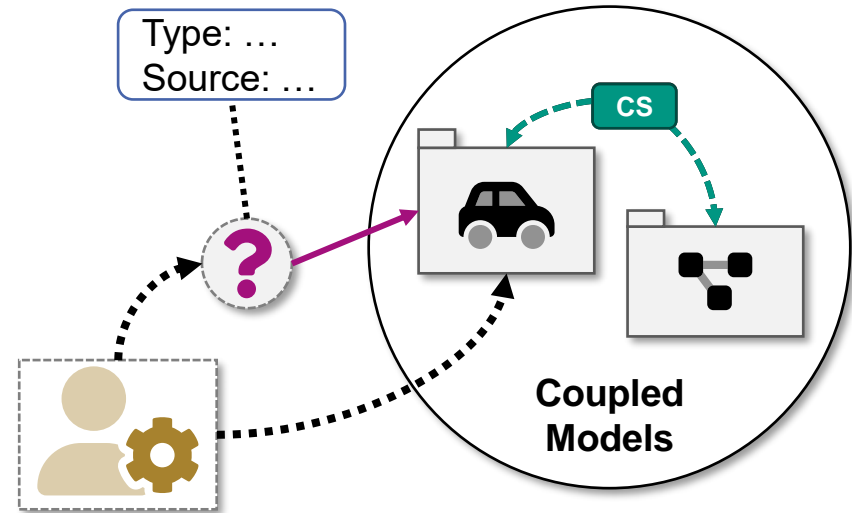 Type: …
Source: …
CS
?
Coupled
Models